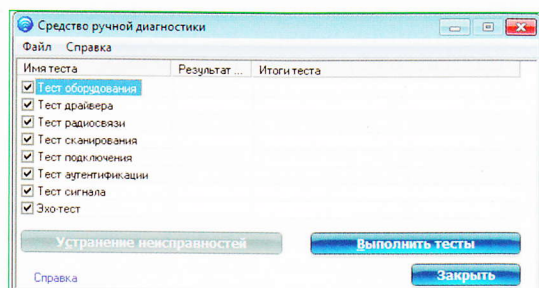 Средство ручной диагностики
Файл Справка
Имя теста Результат ... Итоги теста
Тест оборудования
Тест драйвера
Тест радиосвязи
Тест сканирования
Тест подключения
Тест аутентификации
Тест сигнала
Эхо-тест
Устранение неисправностей Выполнить тесты
Справка Закрыть